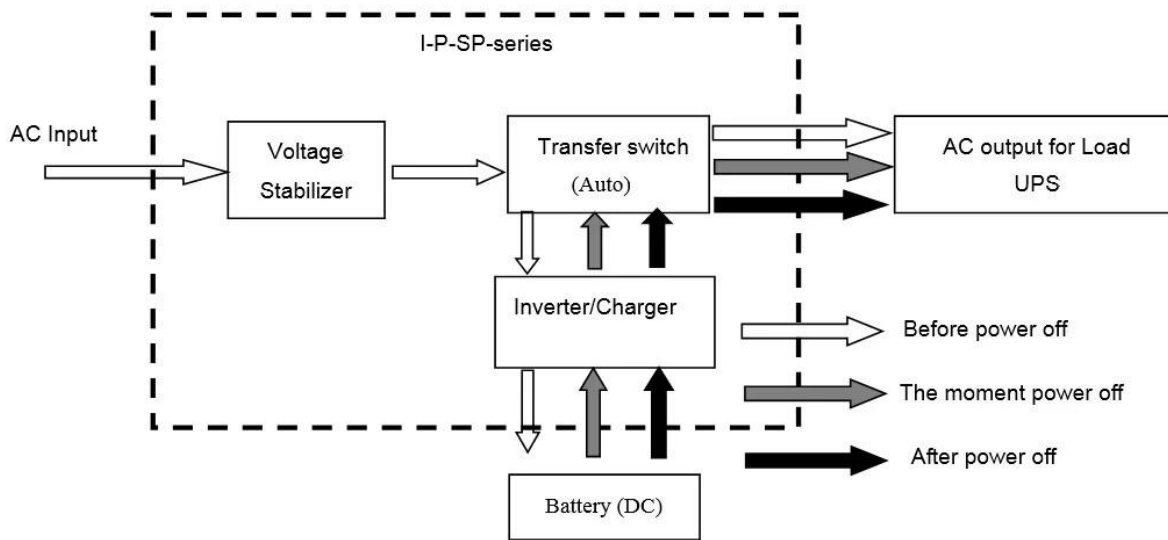 I-P-SP-series
AC Input
Voltage
Stabilizer
Transfer switch
(Auto)
AC output for Load
UPS
Inverter/Charger
Before power off
The moment power off
After power off
Battery (DC)